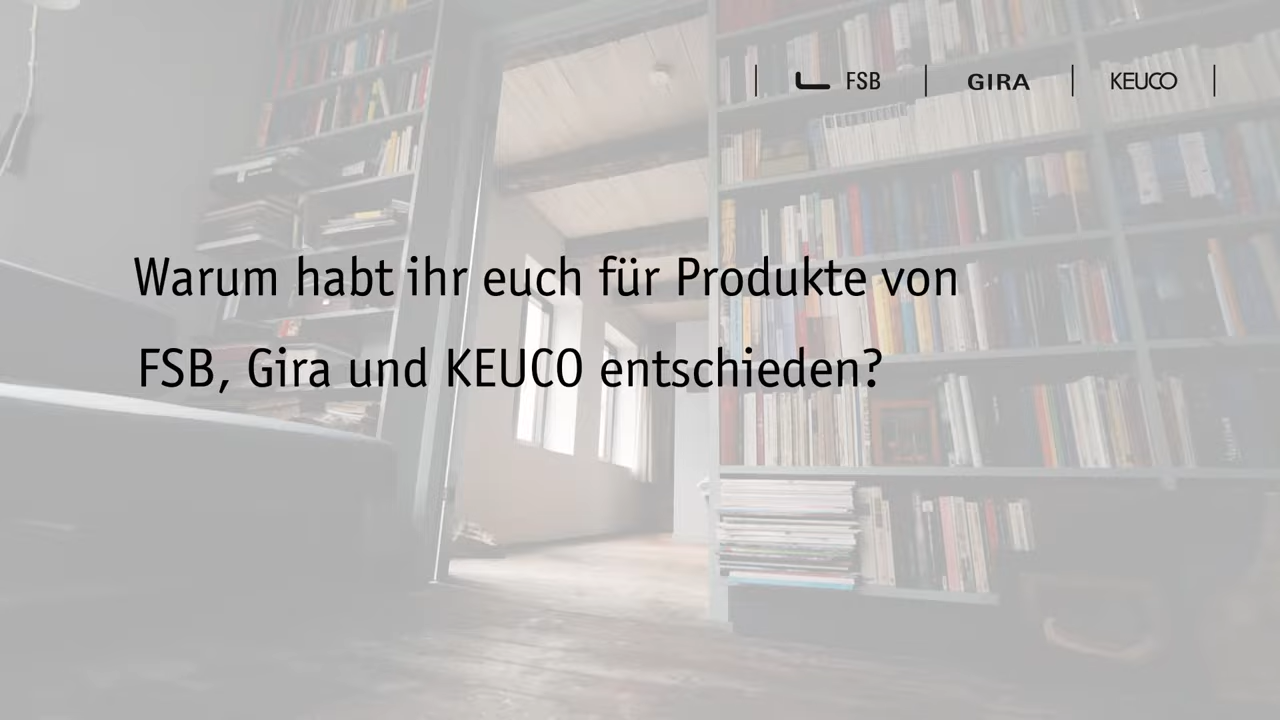 FSB GIRA KEUCO
Warum habt ihr euch für Produkte von
FSB, Gira und KEUCO entschieden?